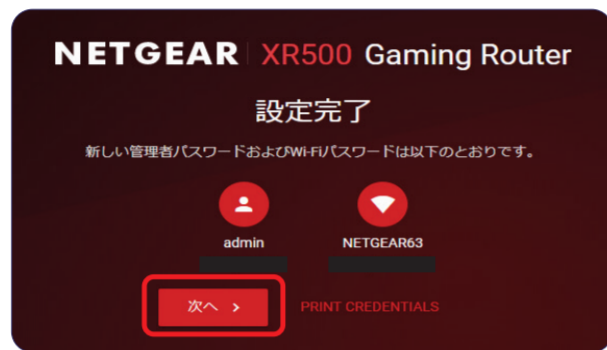 NETGEAR XR500 Gaming Router
設定完了
新しい管理者パスワードおよびWi-Fiパスワードは以下のとおりです。
admin NETGEAR63
次へ > PRINT CREDENTIALS